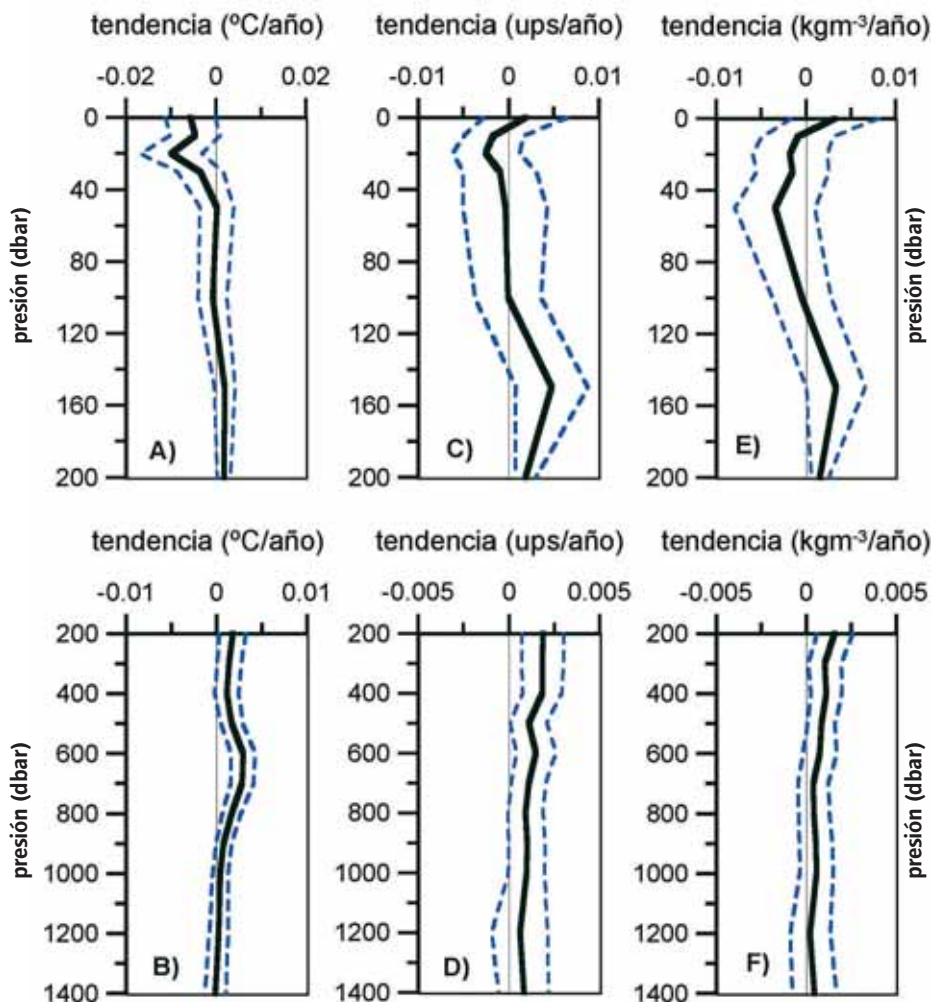 tendencia (ºC/año) tendencia (ups/año) tendencia (kgm-³/año)
-0.02 0 0.02 -0.01 0 0.01 -0.01 0 0.01
0
40
80
120
160
200
presión (dbar)
A)
0
40
80
120
160
200
C)
0
40
80
120
160
200
E)
presión (dbar)
tendencia (ºC/año) tendencia (ups/año) tendencia (kgm-³/año)
-0.01 0 0.01 -0.005 0 0.005 -0.005 0 0.005
200
400
600
800
1000
1200
1400
presión (dbar)
B)
200
400
600
800
1000
1200
1400
D)
200
400
600
800
1000
1200
1400
F)
presión (dbar)